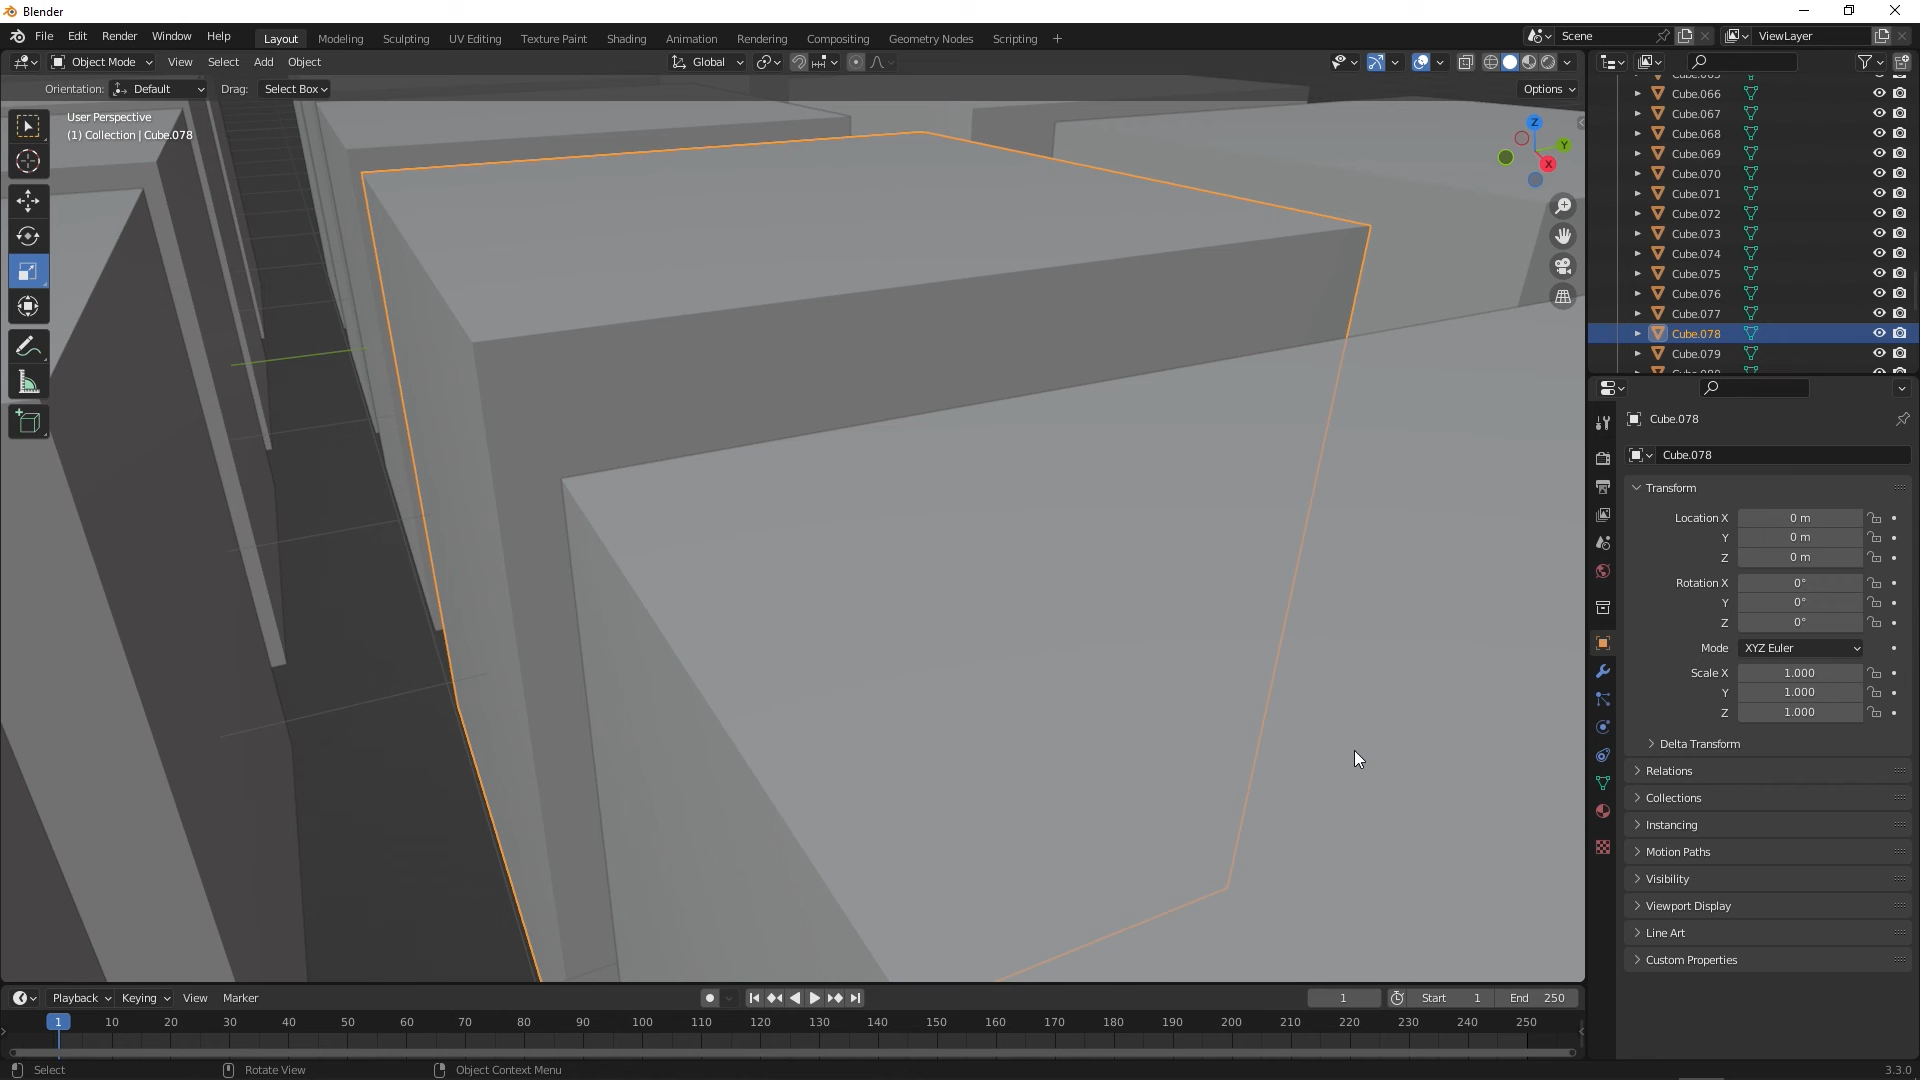 Blender
File Edit Render Window Help
Layout Modeling Sculpting UV Editing Texture Paint Shading Animation Rendering Compositing Geometry Nodes Scripting
Scene
ViewLayer
Object Mode View Select Add Object
Global
Orientation: Default Drag: Select Box
Options
User Perspective
(1) Collection | Cube.078
Z
Y
X
Cube.066
Cube.067
Cube.068
Cube.069
Cube.070
Cube.071
Cube.072
Cube.073
Cube.074
Cube.075
Cube.076
Cube.077
Cube.078
Cube.079
Cube.078
Cube.078
Transform
Location X 0 m
Y 0 m
Z 0 m
Rotation X 0°
Y 0°
Z 0°
Mode XYZ Euler
Scale X 1.000
Y 1.000
Z 1.000
Delta Transform
Relations
Collections
Instancing
Motion Paths
Visibility
Viewport Display
Line Art
Custom Properties
Playback Keying View Marker
1 Start 1 End 250
1 10 20 30 40 50 60 70 80 90 100 110 120 130 140 150 160 170 180 190 200 210 220 230 240 250
Select Rotate View Object Context Menu
3.3.0